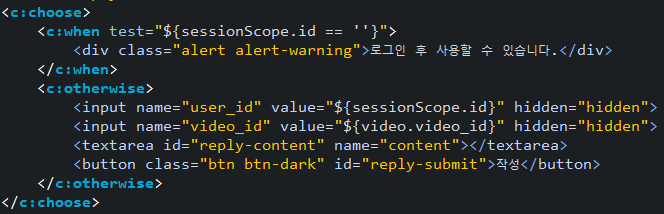 <c:choose>
<c:when test="${sessionScope.id == ''}">
<div class="alert alert-warning">로그인 후 사용할 수 있습니다.</div>
</c:when>
<c:otherwise>
<input name="user_id" value="${sessionScope.id}" hidden="hidden">
<input name="video_id" value="${video.video_id}" hidden="hidden">
<textarea id="reply-content" name="content"></textarea>
<button class="btn btn-dark" id="reply-submit">작성</button>
</c:otherwise>
</c:choose>